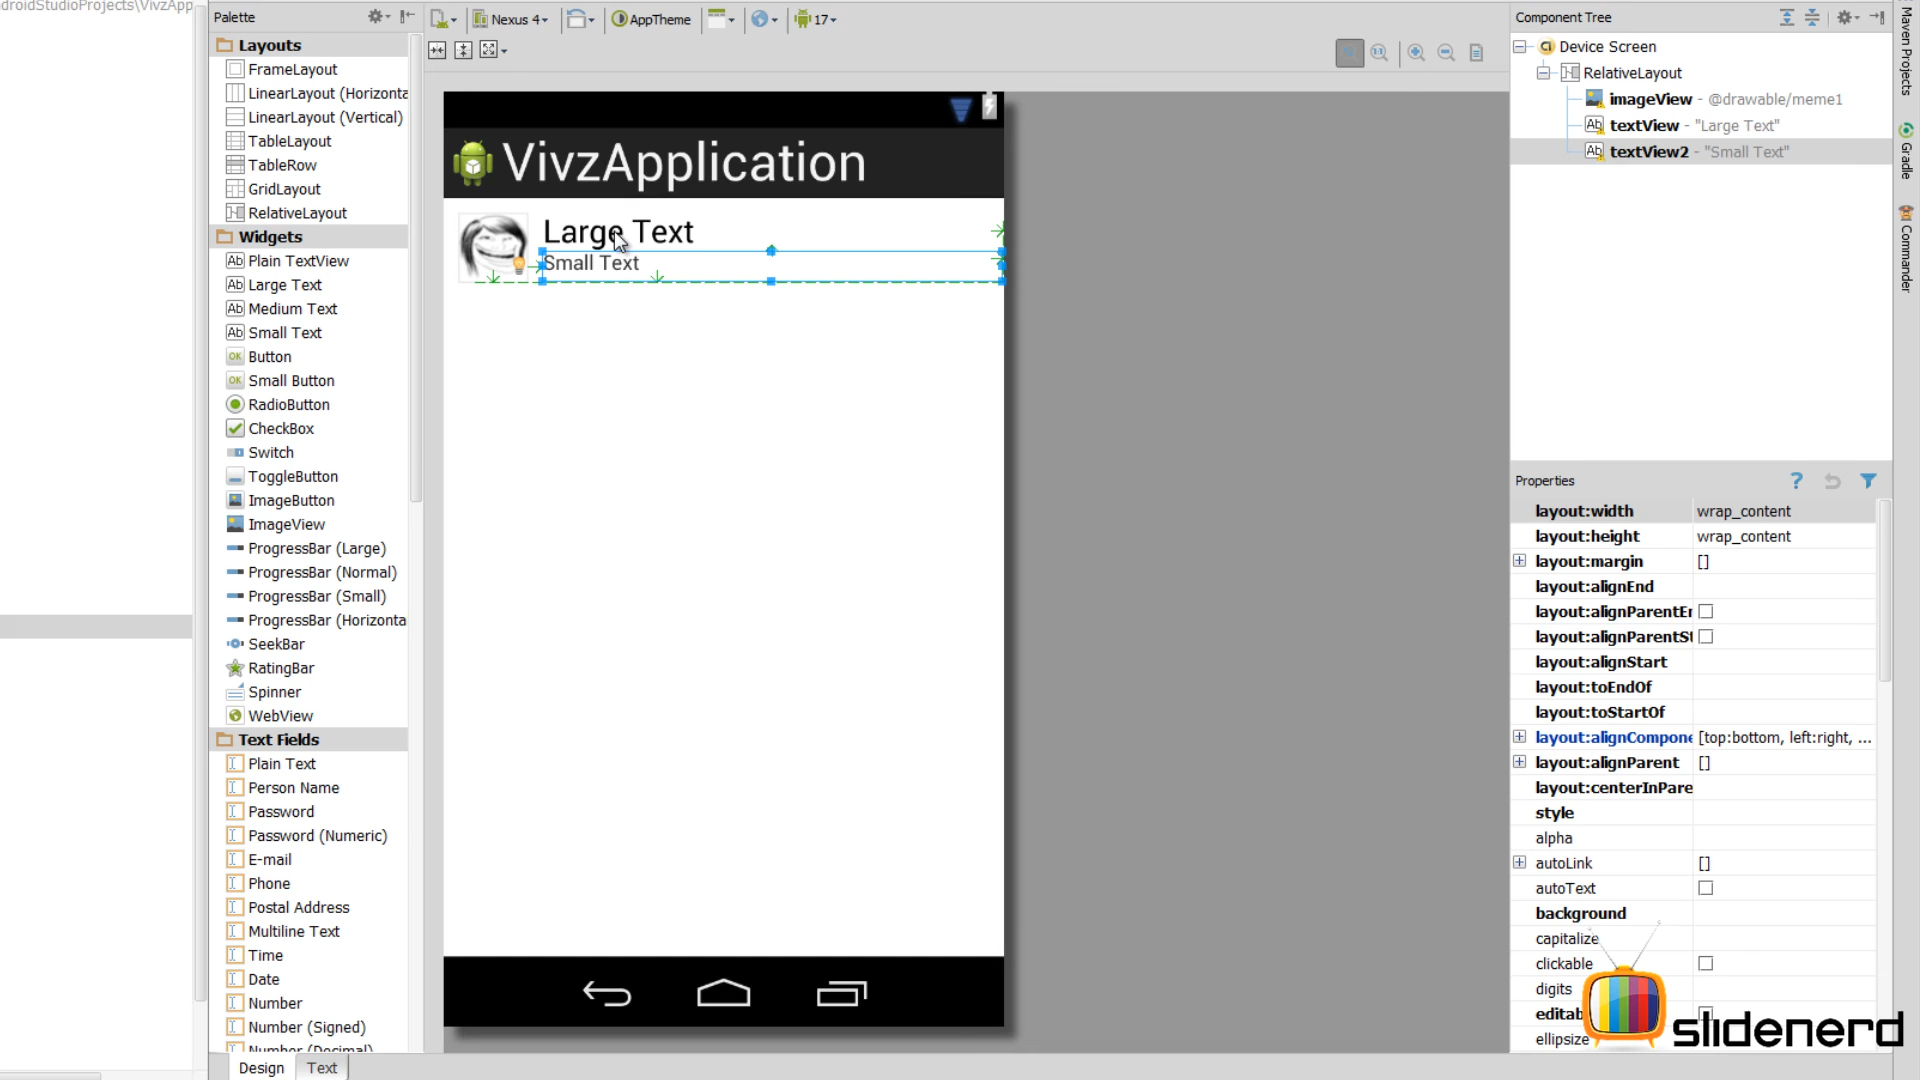 droidStudioProjects\VivzApp
Palette
Layouts
FrameLayout
LinearLayout (Horizonta
LinearLayout (Vertical)
TableLayout
TableRow
GridLayout
RelativeLayout
Widgets
Plain TextView
Large Text
Medium Text
Small Text
Button
Small Button
RadioButton
CheckBox
Switch
ToggleButton
ImageButton
ImageView
ProgressBar (Large)
ProgressBar (Normal)
ProgressBar (Small)
ProgressBar (Horizonta
SeekBar
RatingBar
Spinner
WebView
Text Fields
Plain Text
Person Name
Password
Password (Numeric)
E-mail
Phone
Postal Address
Multiline Text
Time
Date
Number
Number (Signed)
Number (Decimal)
Design Text
Nexus 4 AppTheme 17
VivzApplication
Large Text
Small Text
Component Tree
Device Screen
RelativeLayout
imageView - @drawable/meme1
textView - "Large Text"
textView2 - "Small Text"
Properties
layout:width wrap_content
layout:height wrap_content
layout:margin []
layout:alignEnd
layout:alignParentEr
layout:alignParentSt
layout:alignStart
layout:toEndOf
layout:toStartOf
layout:alignCompone [top:bottom, left:right, ...
layout:alignParent []
layout:centerInPare
style
alpha
autoLink []
autoText
background
capitalize
clickable
digits
editab
ellipsize
slidenerd
Maven Projects
Gradle
Commander